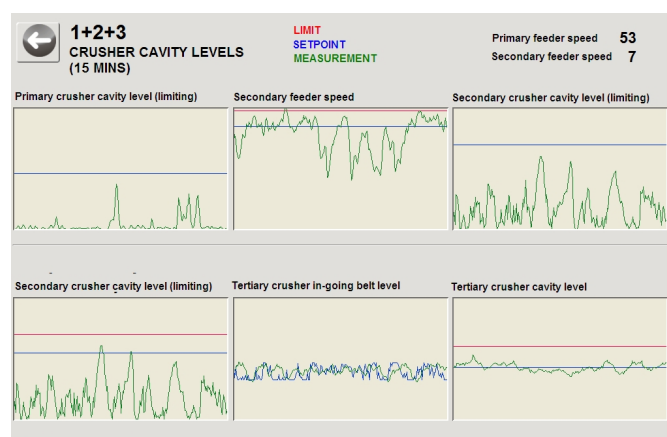 1+2+3
CRUSHER CAVITY LEVELS
(15 MINS)
LIMIT
SETPOINT
MEASUREMENT
Primary feeder speed 53
Secondary feeder speed 7
Primary crusher cavity level (limiting)
Secondary feeder speed
Secondary crusher cavity level (limiting)
Secondary crusher cavity level (limiting)
Tertiary crusher in-going belt level
Tertiary crusher cavity level